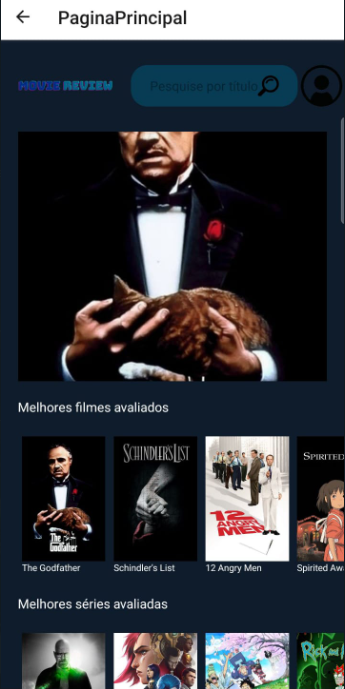 PaginaPrincipal
MOVIE REVIEW
Pesquise por título
Melhores filmes avaliados
The Godfather
SCHINDLER'S LIST
12 ANGRY MEN
SPIRITED
The Godfather
Schindler's List
12 Angry Men
Spirited Aw
Melhores séries avaliadas